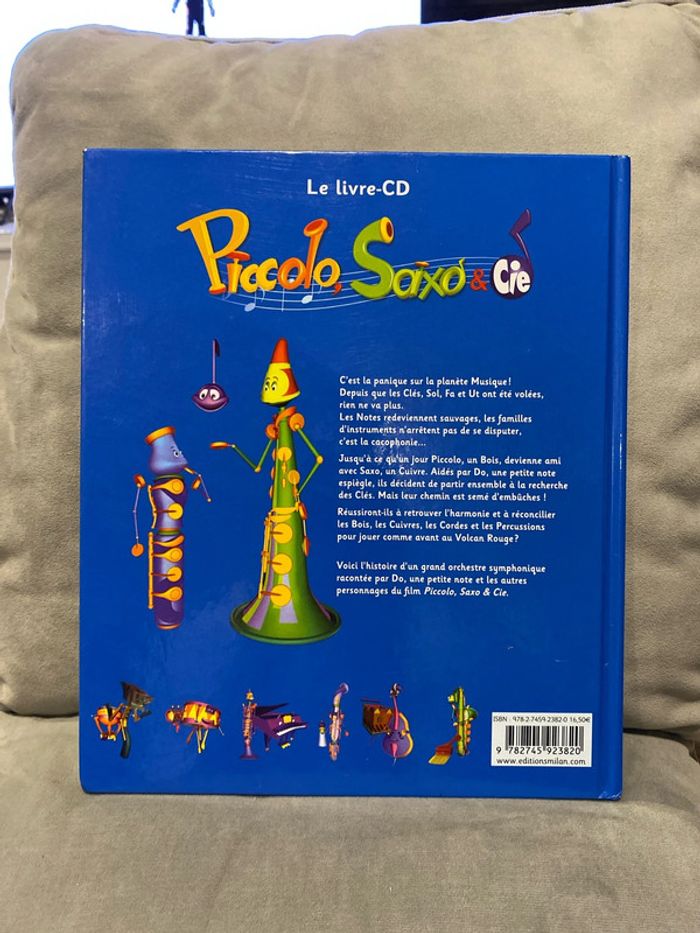 Le livre-CD
Piccolo, Saxo & Cie
C'est la panique sur la planète Musique !
Depuis que les Clés, Sol, Fa et Ut ont été volées,
rien ne va plus.
Les Notes redeviennent sauvages, les familles
d'instruments n'arrêtent pas de se disputer,
c'est la cacophonie...
Jusqu'à ce qu'un jour Piccolo, un Bois, devienne ami
avec Saxo, un Cuivre. Aidés par Do, une petite note
espiègle, ils décident de partir ensemble à la recherche
des Clés. Mais leur chemin est semé d'embûches !
Réussiront-ils à retrouver l'harmonie et à réconcilier
les Bois, les Cuivres, les Cordes et les Percussions
pour jouer comme avant au Volcan Rouge ?
Voici l'histoire d'un grand orchestre symphonique
racontée par Do, une petite note et les autres
personnages du film Piccolo, Saxo & Cie.
ISBN : 978-2-7459-2382-0 16,50€
9 782745 923820
www.editionsmilan.com